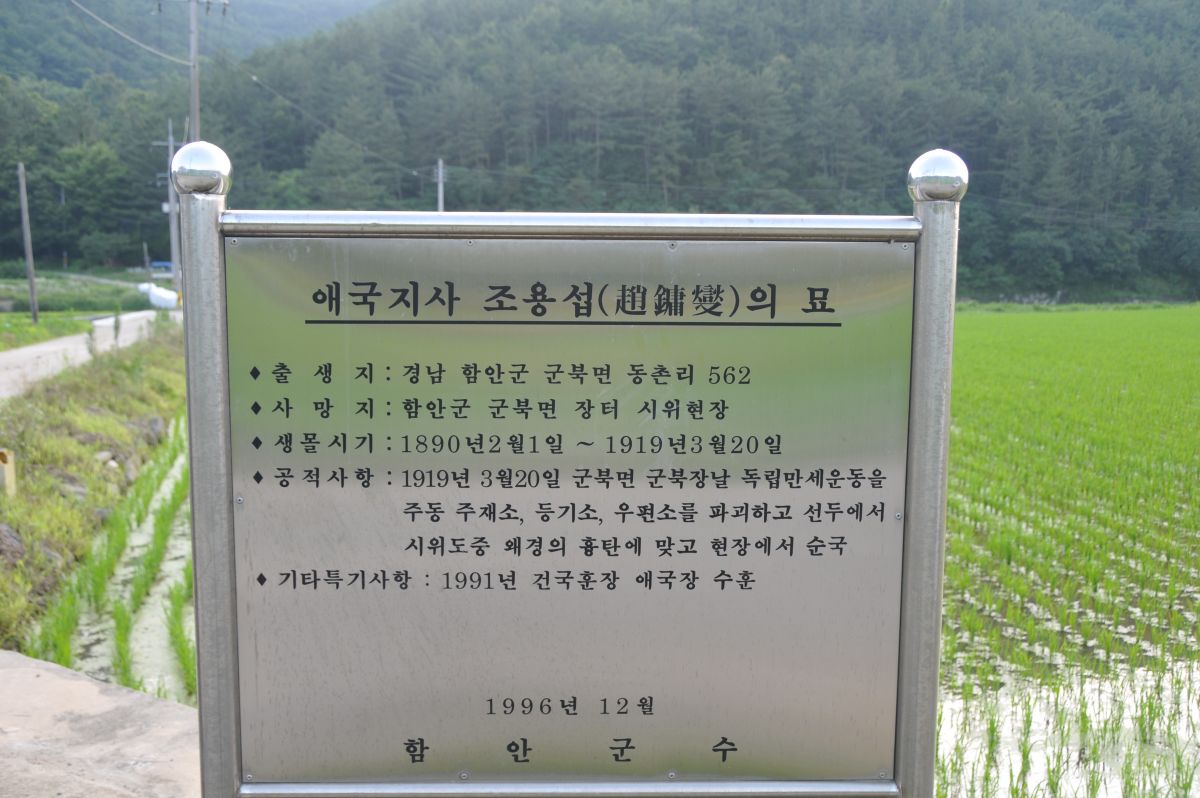 애국지사 조용섭(趙鏞燮)의 묘
♦ 출 생 지 : 경남 함안군 군북면 동촌리 562
♦ 사 망 지 : 함안군 군북면 장터 시위현장
♦ 생몰시기 : 1890년2월1일 ~ 1919년3월20일
♦ 공적사항 : 1919년 3월20일 군북면 군북장날 독립만세운동을
주동 주재소, 등기소, 우편소를 파괴하고 선두에서
시위도중 왜경의 흉탄에 맞고 현장에서 순국
♦ 기타특기사항 : 1991년 건국훈장 애국장 수훈
1996년 12월
함 안 군 수